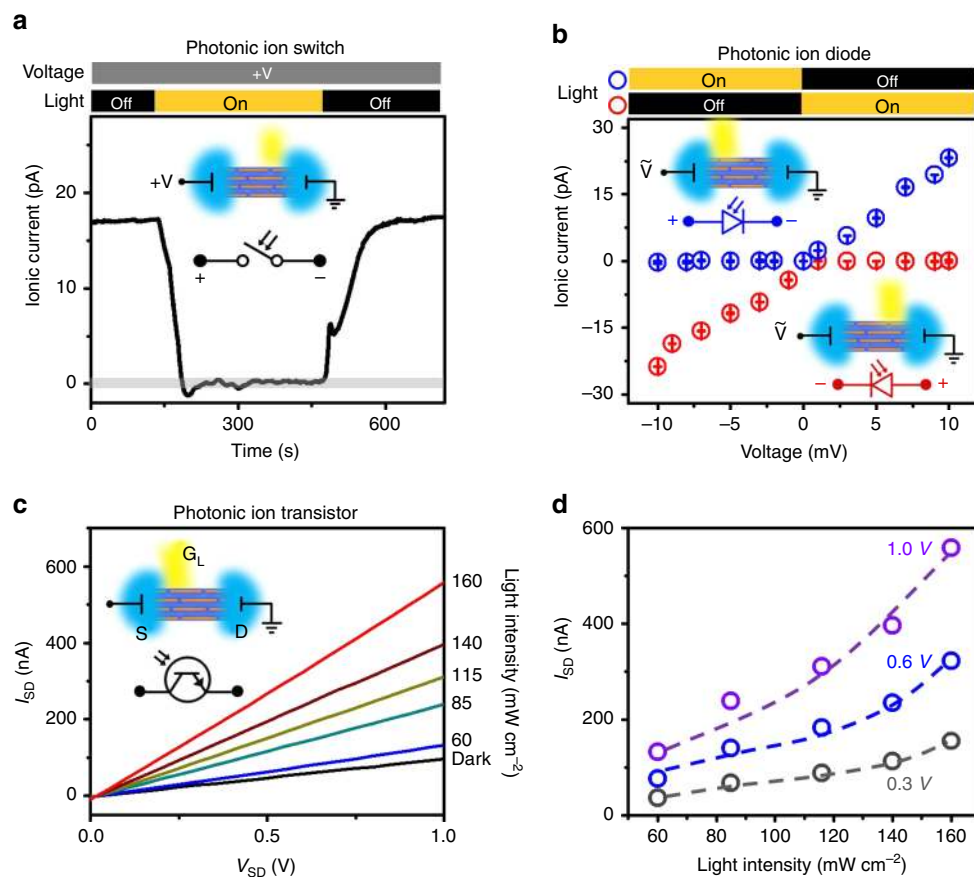 a
Photonic ion switch
Voltage +V
Light Off On Off
Ionic current (pA)
20
10
0
+V
+ −
0 300 600
Time (s)
b
Photonic ion diode
Light
On Off
Off On
Ionic current (pA)
30
15
0
−15
−30
Ṽ
+ −
Ṽ
− +
−10 −5 0 5 10
Voltage (mV)
c
Photonic ion transistor
I_SD (nA)
600
400
200
0
G_L
S D
160
140
115
85
60
Dark
Light intensity (mW cm⁻²)
0.0 0.5 1.0
V_SD (V)
d
I_SD (nA)
600
400
200
0
1.0 V
0.6 V
0.3 V
60 80 100 120 140 160
Light intensity (mW cm⁻²)